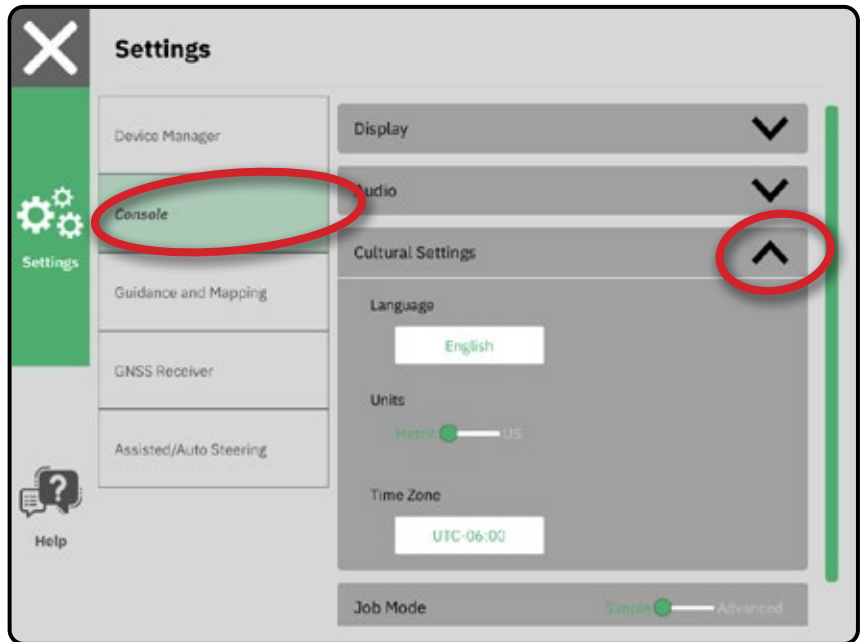 Settings
Settings
Help
Device Manager
Console
Guidance and Mapping
GNSS Receiver
Assisted/Auto Steering
Display
Audio
Cultural Settings
Language
English
Units
Metric US
Time Zone
UTC-06:00
Job Mode Simple Advanced